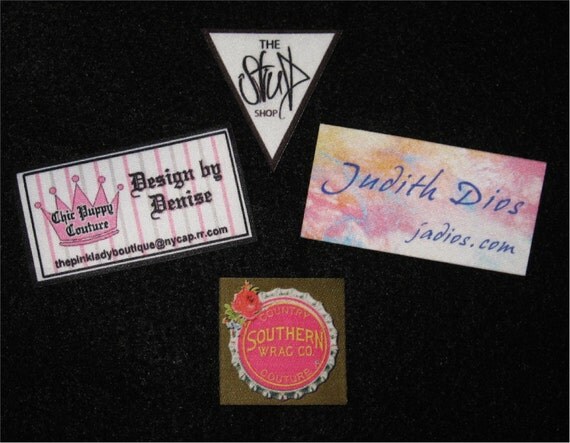 THE
Stud
SHOP
Chic Puppy
Couture
Design by
Denise
thepinkladyboutique@nycap.rr.com
Judith Dios
jadios.com
COUNTRY
SOUTHERN
WRAG CO.
COUTURE